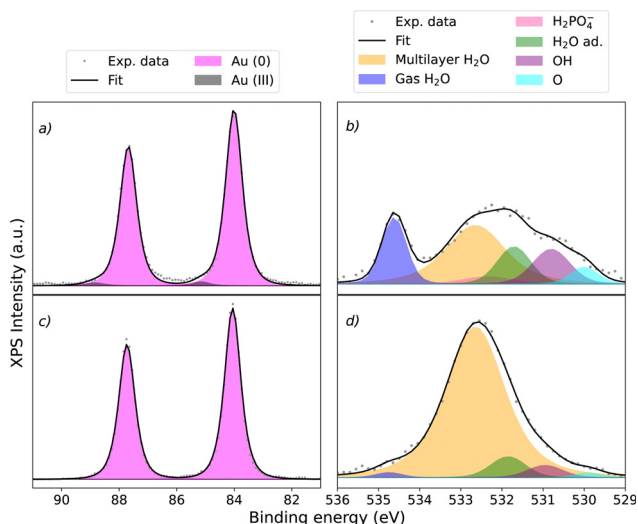 Exp. data
Fit
Au (0)
Au (III)
Exp. data
Fit
Multilayer H₂O
Gas H₂O
H₂PO₄⁻
H₂O ad.
OH
O
a)
b)
c)
d)
XPS Intensity (a.u.)
90 88 86 84 82
536 535 534 533 532 531 530 529
Binding energy (eV)